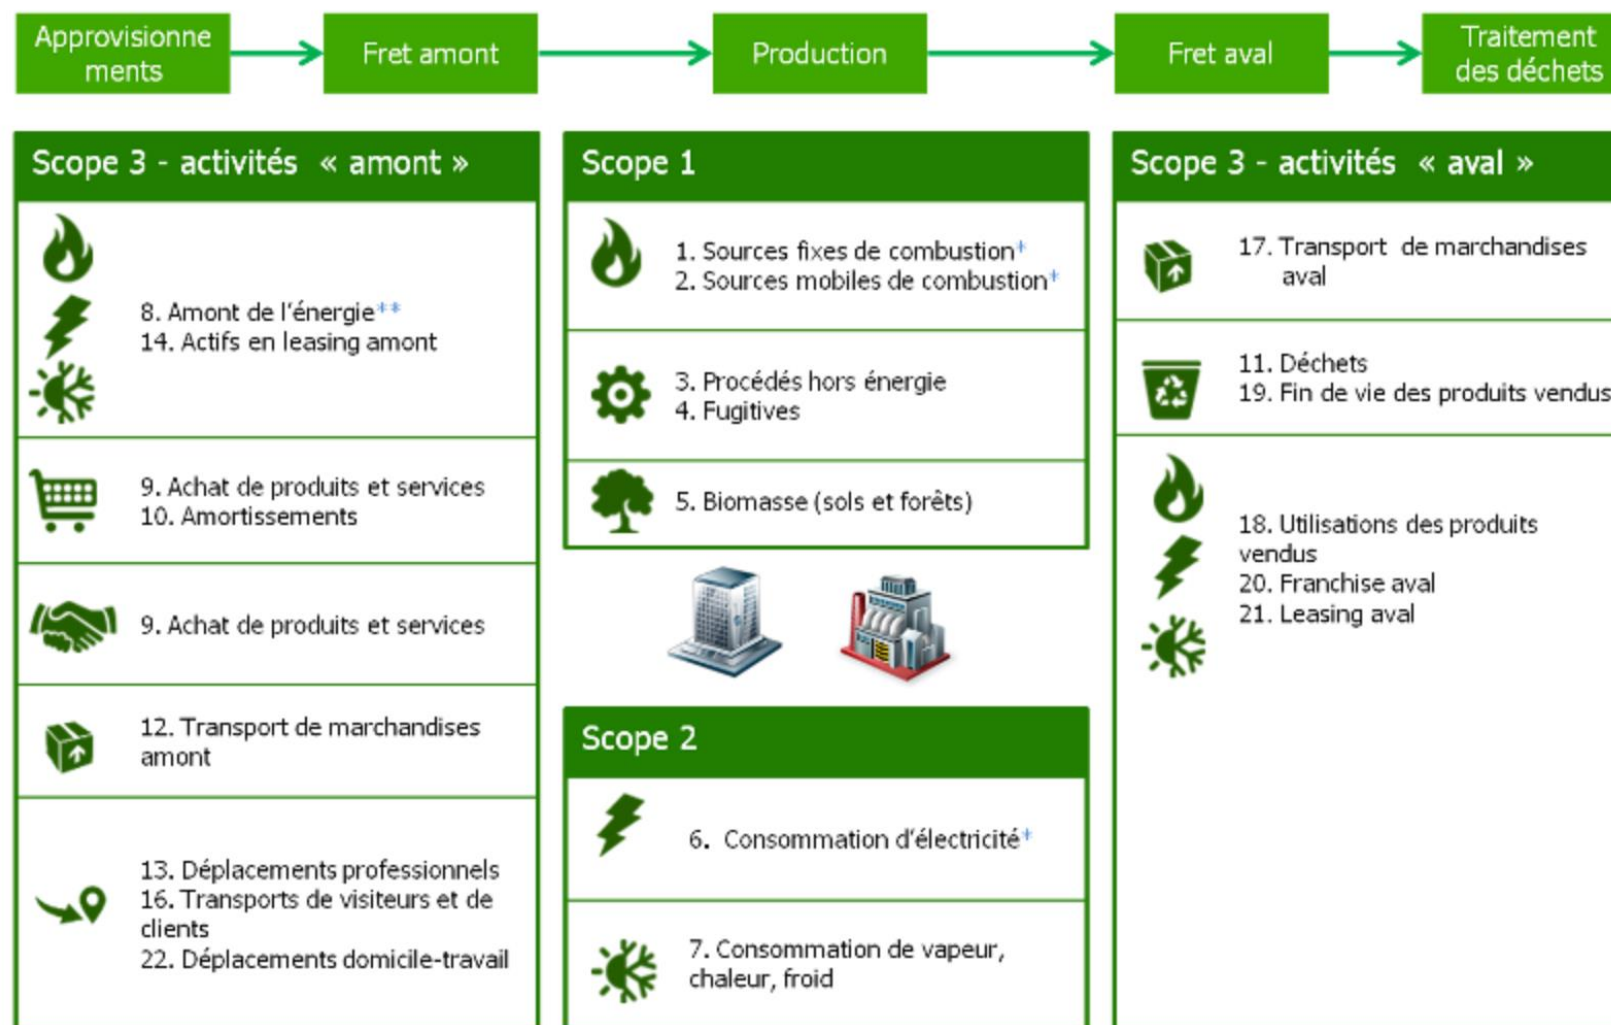 Approvisionne
ments
Fret amont
Production
Fret aval
Traitement
des déchets
Scope 3 - activités « amont »
8. Amont de l'énergie**
14. Actifs en leasing amont
9. Achat de produits et services
10. Amortissements
9. Achat de produits et services
12. Transport de marchandises
amont
13. Déplacements professionnels
16. Transports de visiteurs et de
clients
22. Déplacements domicile-travail
Scope 1
1. Sources fixes de combustion*
2. Sources mobiles de combustion*
3. Procédés hors énergie
4. Fugitives
5. Biomasse (sols et forêts)
Scope 2
6. Consommation d'électricité*
7. Consommation de vapeur,
chaleur, froid
Scope 3 - activités « aval »
17. Transport de marchandises
aval
11. Déchets
19. Fin de vie des produits vendus
18. Utilisations des produits
vendus
20. Franchise aval
21. Leasing aval